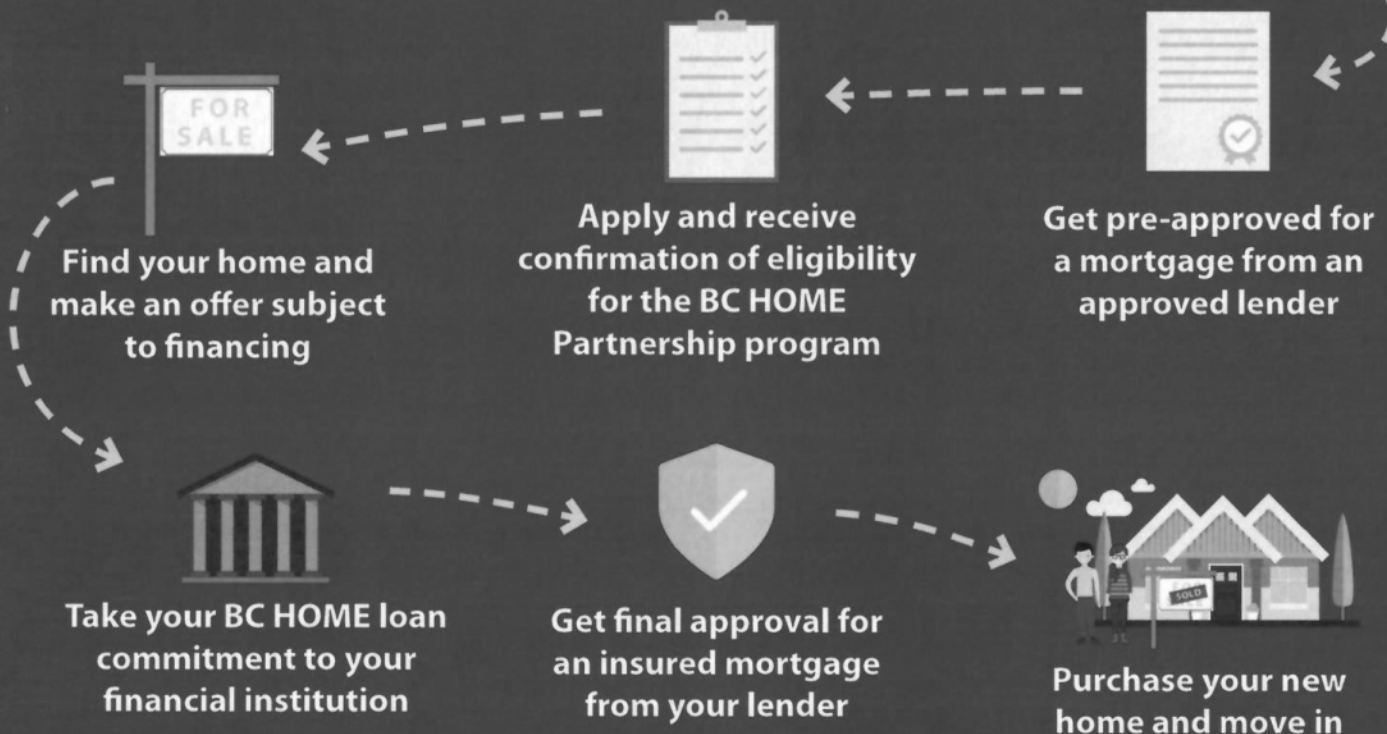 FOR
SALE
Find your home and
make an offer subject
to financing
Apply and receive
confirmation of eligibility
for the BC HOME
Partnership program
Get pre-approved for
a mortgage from an
approved lender
Take your BC HOME loan
commitment to your
financial institution
Get final approval for
an insured mortgage
from your lender
SOLD
Purchase your new
home and move in